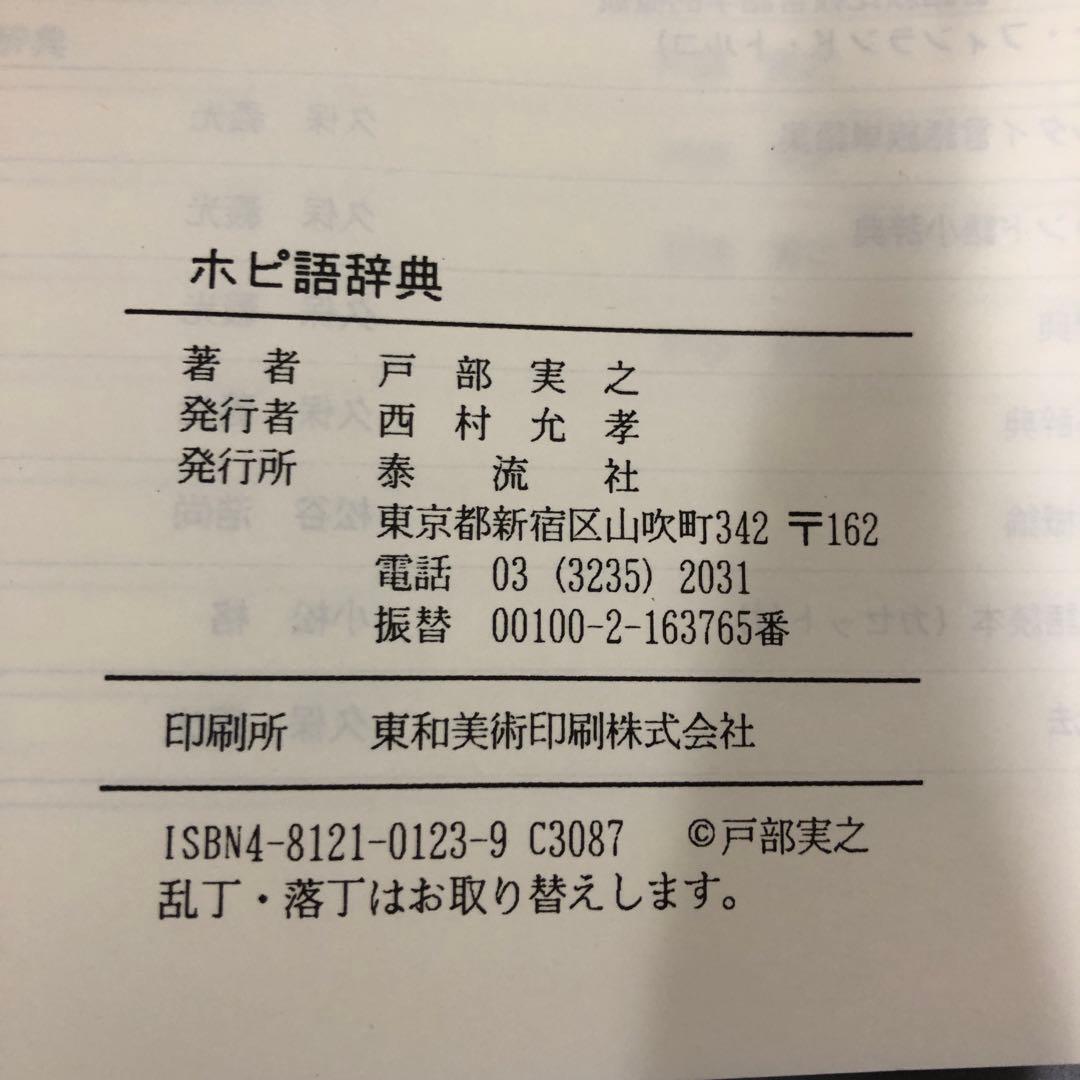 ホピ語辞典
著者 戸部実之
発行者 西村允孝
発行所 泰流社
東京都新宿区山吹町342 〒162
電話 03 (3235) 2031
振替 00100-2-163765番
印刷所 東和美術印刷株式会社
ISBN4-8121-0123-9 C3087 ©戸部実之
乱丁・落丁はお取り替えします。